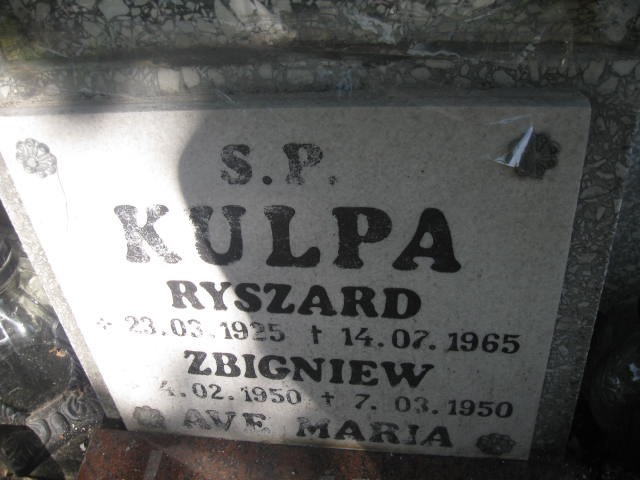 S.P.
KULPA
RYSZARD
+ 23.03.1925 † 14.07.1965
ZBIGNIEW
4.02.1950 † 7.03.1950
AVE MARIA